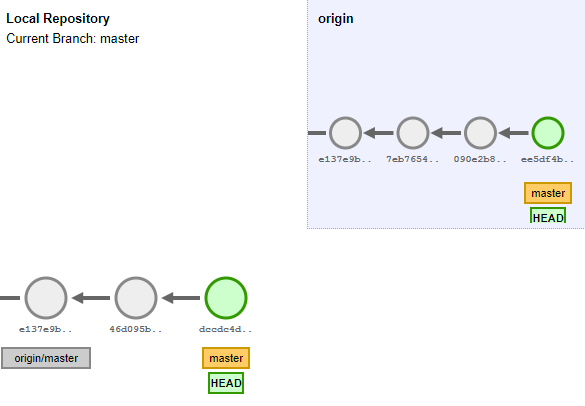 Local Repository
Current Branch: master
origin
e137e9b..
7eb7654..
090e2b8..
ee5df4b..
master
HEAD
e137e9b..
46d095b..
dccdc4d..
origin/master
master
HEAD